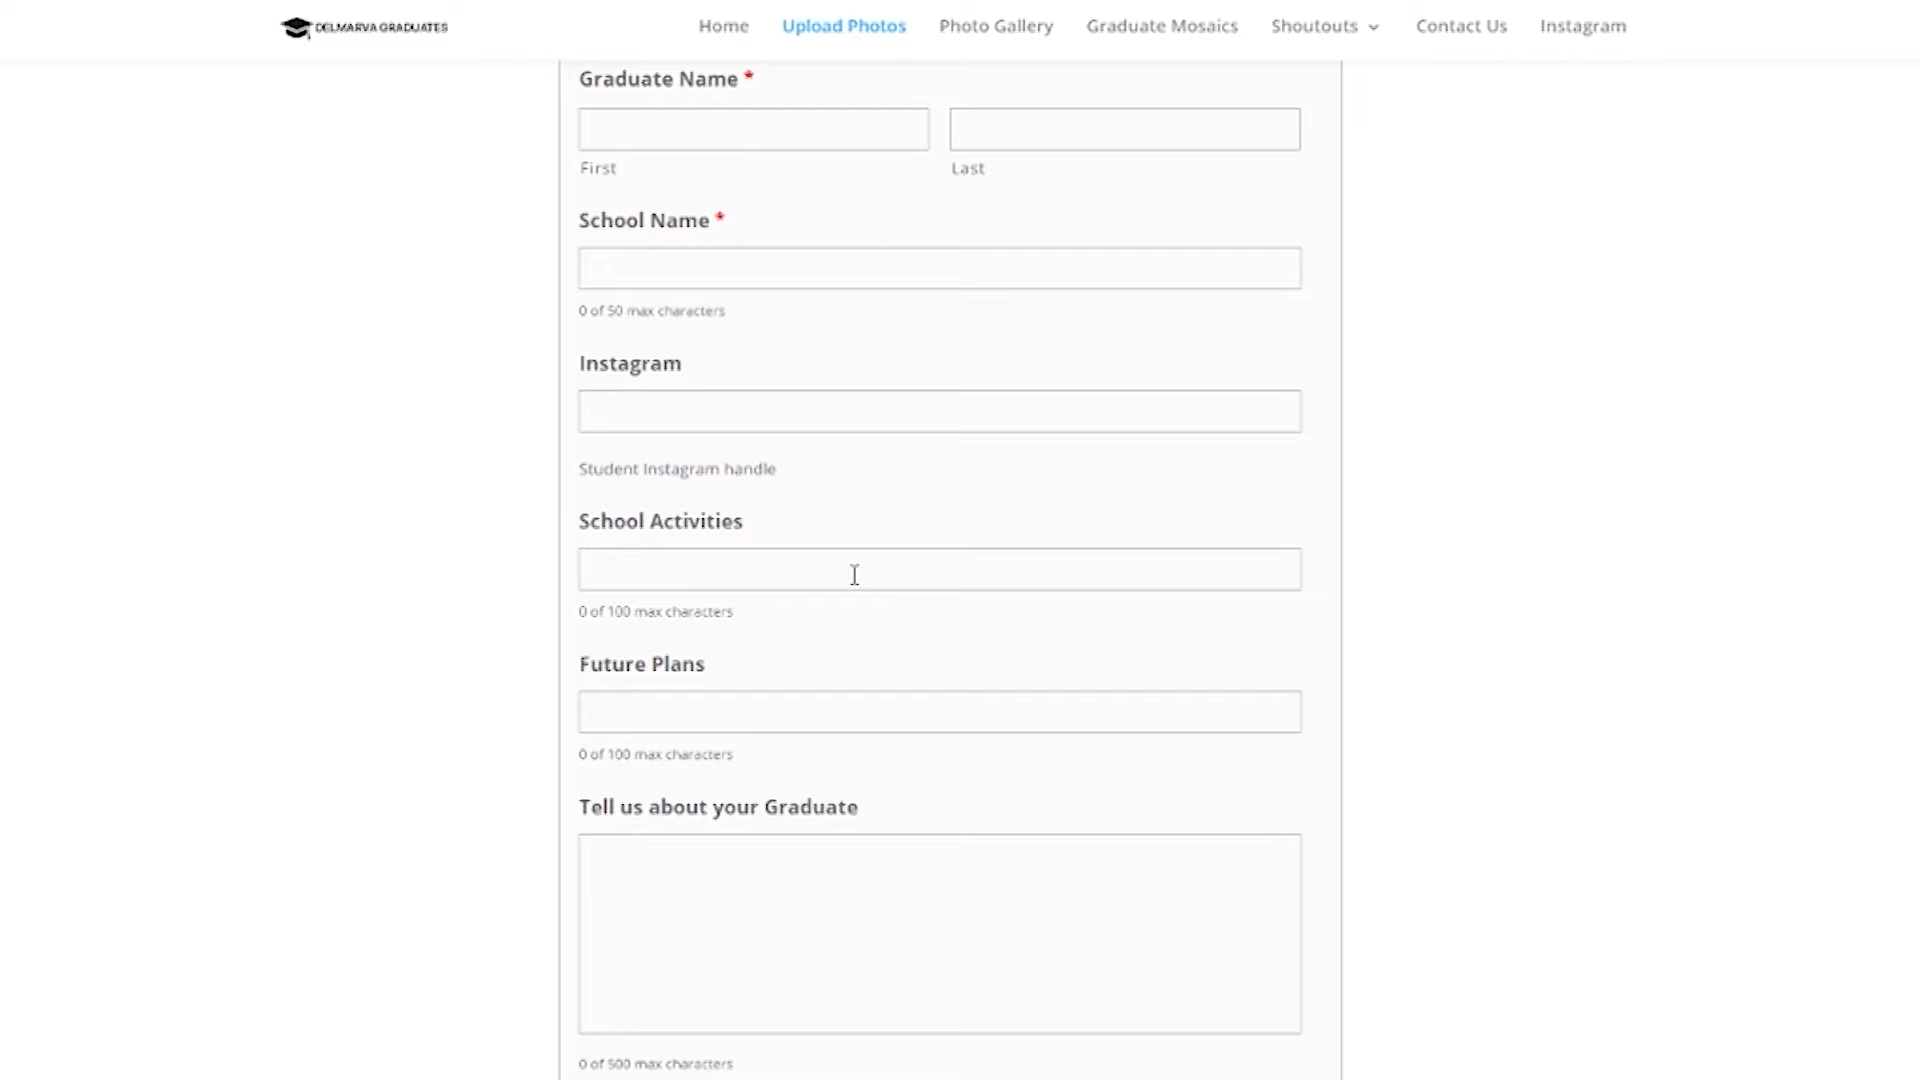 DELMARVA GRADUATES
Home Upload Photos Photo Gallery Graduate Mosaics Shoutouts Contact Us Instagram
Graduate Name *
First Last
School Name *
0 of 50 max characters
Instagram
Student Instagram handle
School Activities
0 of 100 max characters
Future Plans
0 of 100 max characters
Tell us about your Graduate
0 of 500 max characters